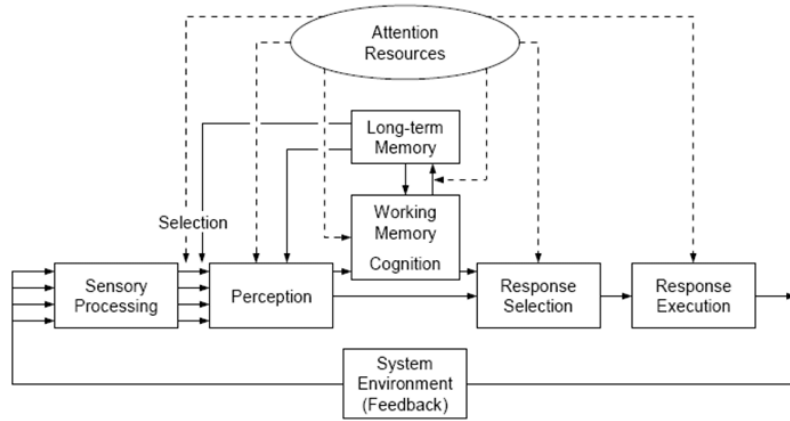 Attention
Resources
Long-term
Memory
Selection
Working
Memory
Cognition
Sensory
Processing
Perception
Response
Selection
Response
Execution
System
Environment
(Feedback)